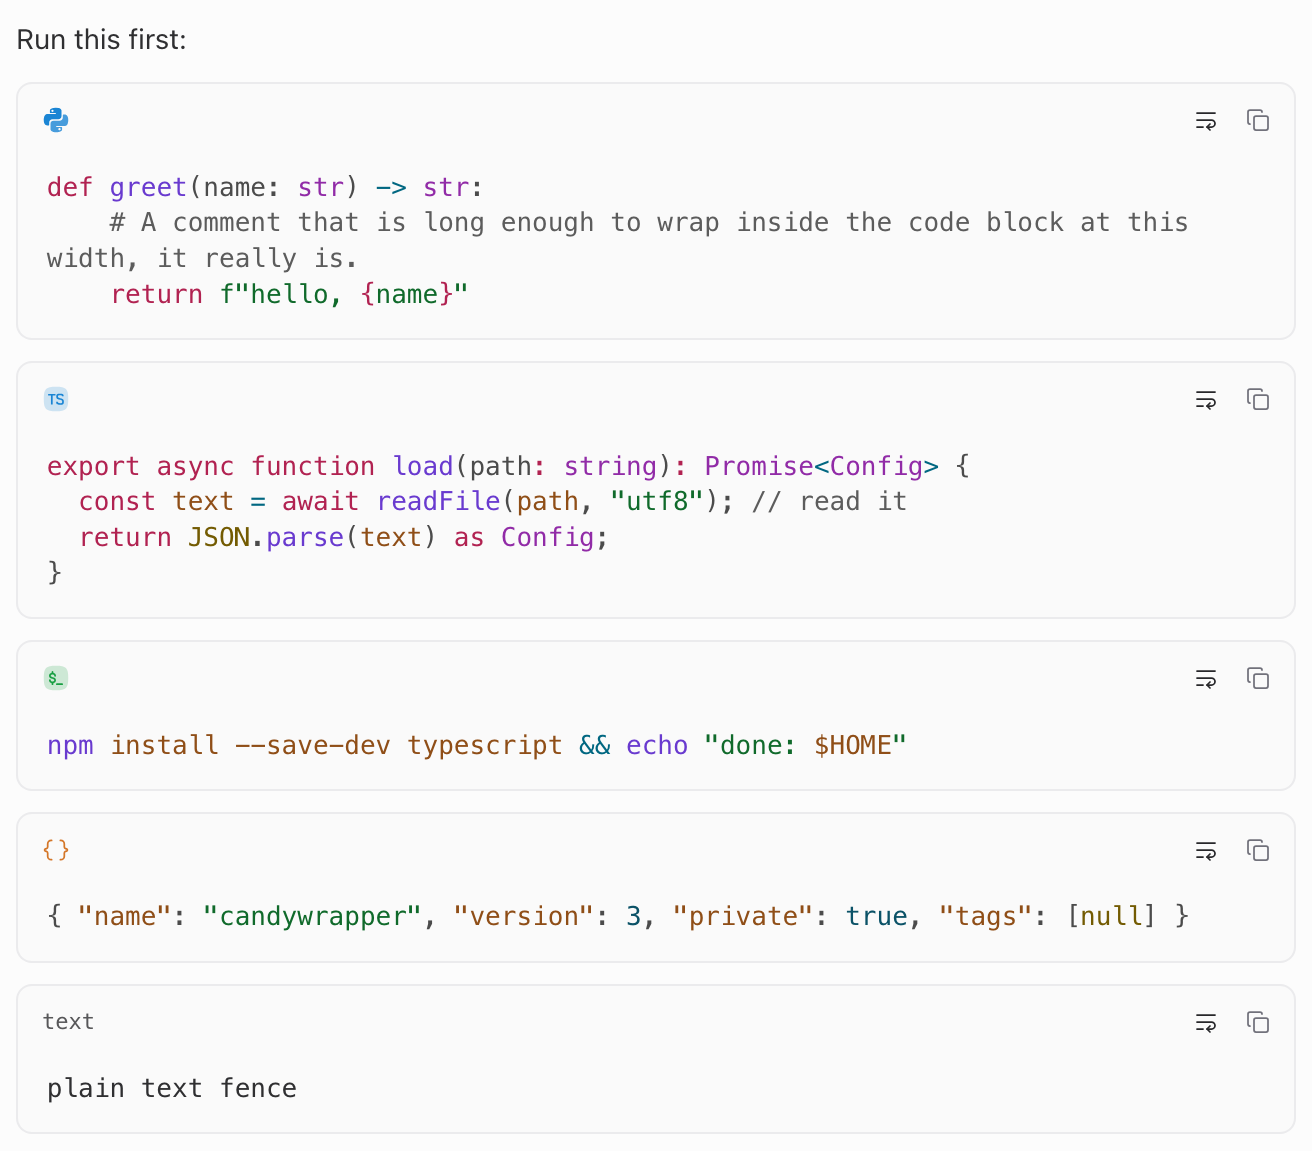 Run this first:
def greet(name: str) -> str:
    # A comment that is long enough to wrap inside the code block at this
width, it really is.
    return f"hello, {name}"
TS
export async function load(path: string): Promise<Config> {
  const text = await readFile(path, "utf8"); // read it
  return JSON.parse(text) as Config;
}
$_
npm install --save-dev typescript && echo "done: $HOME"
{}
{ "name": "candywrapper", "version": 3, "private": true, "tags": [null] }
text
plain text fence